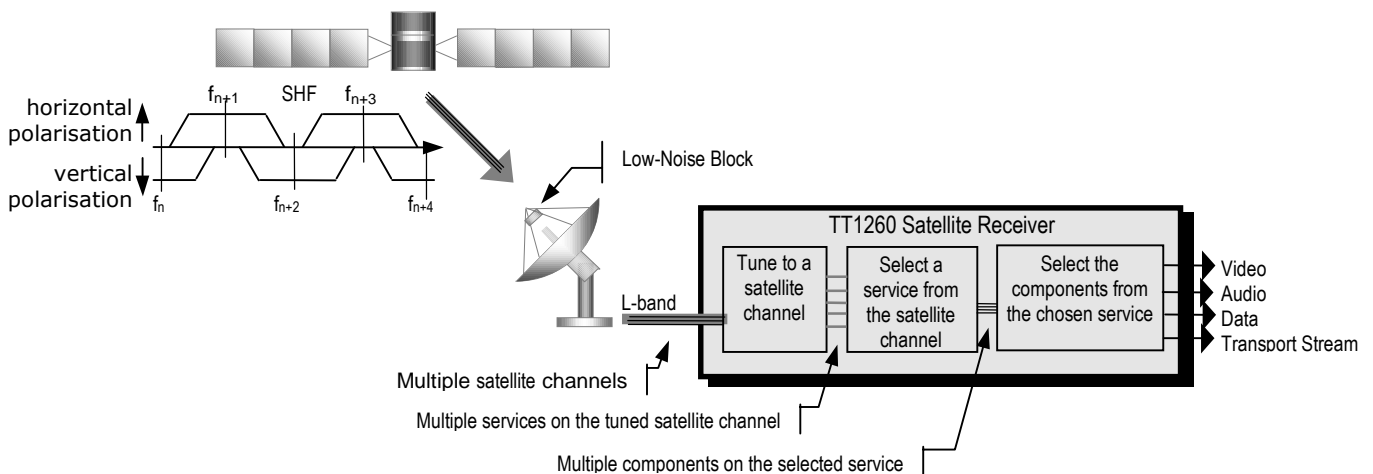 fn+1
SHF
fn+3
horizontal
polarisation
vertical
polarisation
fn
fn+2
fn+4
Low-Noise Block
TT1260 Satellite Receiver
Tune to a
satellite
channel
Select a
service from
the satellite
channel
Select the
components from
the chosen service
Video
Audio
Data
Transport Stream
L-band
Multiple satellite channels
Multiple services on the tuned satellite channel
Multiple components on the selected service